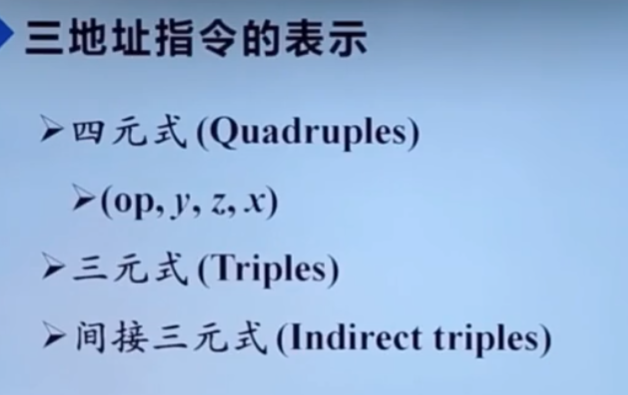 三地址指令的表示
➢四元式(Quadruples)
➢(op, y, z, x)
➢三元式(Triples)
➢间接三元式(Indirect triples)